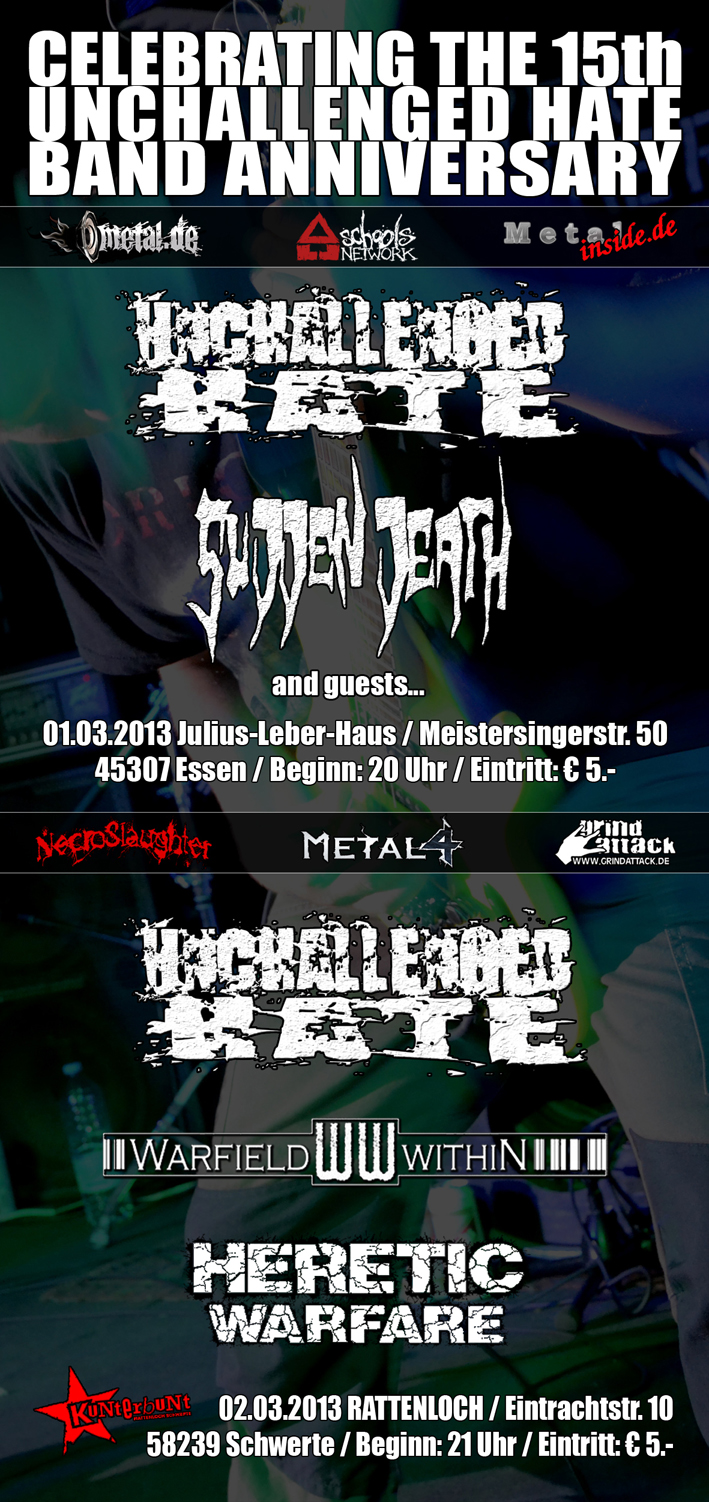 CELEBRATING THE 15th
UNCHALLENGED HATE
BAND ANNIVERSARY
metal.de
schools
NETWORK
Metal
inside.de
UNCHALLENGED
HATE
SUDDEN DEATH
and guests...
01.03.2013 Julius-Leber-Haus / Meistersingerstr. 50
45307 Essen / Beginn: 20 Uhr / Eintritt: € 5.-
NecroSlaughter
METAL4
grind
attack
WWW.GRINDATTACK.DE
UNCHALLENGED
HATE
WARFIELD WW WITHIN
HERETIC
WARFARE
KuNterbuNt
02.03.2013 RATTENLOCH / Eintrachtstr. 10
58239 Schwerte / Beginn: 21 Uhr / Eintritt: € 5.-